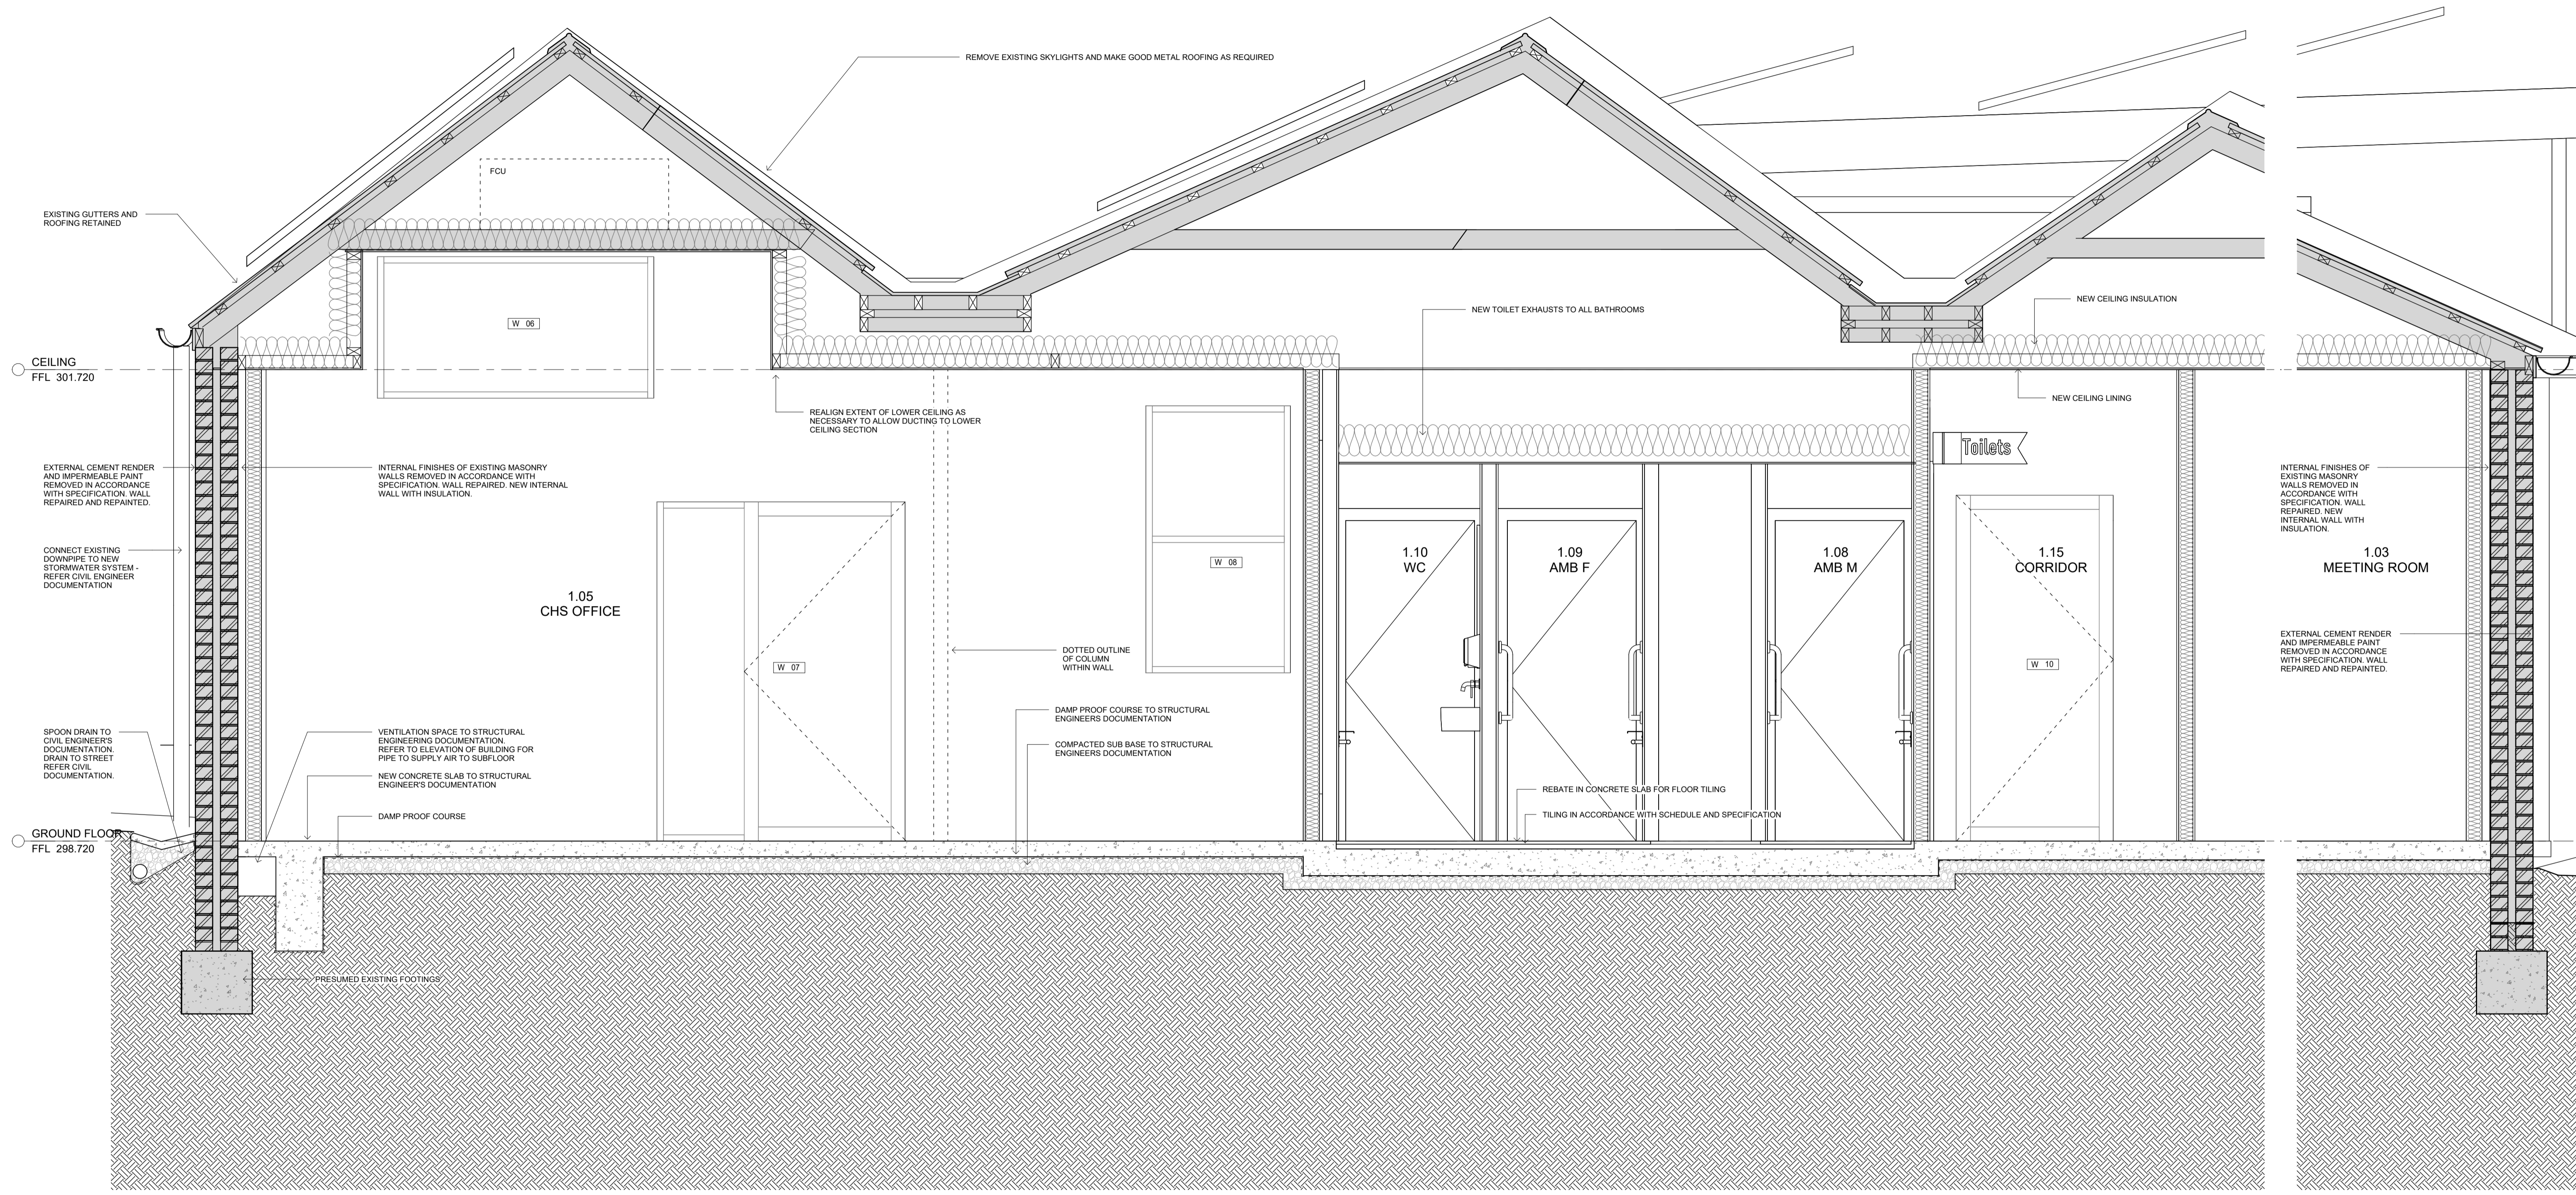 REMOVE EXISTING SKYLIGHTS AND MAKE GOOD METAL ROOFING AS REQUIRED
FCU
EXISTING GUTTERS AND
ROOFING RETAINED
W 06
NEW TOILET EXHAUSTS TO ALL BATHROOMS
NEW CEILING INSULATION
CEILING
FFL 301.720
REALIGN EXTENT OF LOWER CEILING AS
NECESSARY TO ALLOW DUCTING TO LOWER
CEILING SECTION
NEW CEILING LINING
Toilets
EXTERNAL CEMENT RENDER
AND IMPERMEABLE PAINT
REMOVED IN ACCORDANCE
WITH SPECIFICATION. WALL
REPAIRED AND REPAINTED.
INTERNAL FINISHES OF EXISTING MASONRY
WALLS REMOVED IN ACCORDANCE WITH
SPECIFICATION. WALL REPAIRED. NEW INTERNAL
WALL WITH INSULATION.
INTERNAL FINISHES OF
EXISTING MASONRY
WALLS REMOVED IN
ACCORDANCE WITH
SPECIFICATION. WALL
REPAIRED. NEW
INTERNAL WALL WITH
INSULATION.
CONNECT EXISTING
DOWNPIPE TO NEW
STORMWATER SYSTEM -
REFER CIVIL ENGINEER
DOCUMENTATION
1.05
CHS OFFICE
W 08
1.10
WC
1.09
AMB F
1.08
AMB M
1.15
CORRIDOR
1.03
MEETING ROOM
W 07
DOTTED OUTLINE
OF COLUMN
WITHIN WALL
W 10
EXTERNAL CEMENT RENDER
AND IMPERMEABLE PAINT
REMOVED IN ACCORDANCE
WITH SPECIFICATION. WALL
REPAIRED AND REPAINTED.
SPOON DRAIN TO
CIVIL ENGINEER'S
DOCUMENTATION.
DRAIN TO STREET
REFER CIVIL
DOCUMENTATION.
VENTILATION SPACE TO STRUCTURAL
ENGINEERING DOCUMENTATION.
REFER TO ELEVATION OF BUILDING FOR
PIPE TO SUPPLY AIR TO SUBFLOOR
NEW CONCRETE SLAB TO STRUCTURAL
ENGINEER'S DOCUMENTATION
DAMP PROOF COURSE
DAMP PROOF COURSE TO STRUCTURAL
ENGINEERS DOCUMENTATION
COMPACTED SUB BASE TO STRUCTURAL
ENGINEERS DOCUMENTATION
REBATE IN CONCRETE SLAB FOR FLOOR TILING
TILING IN ACCORDANCE WITH SCHEDULE AND SPECIFICATION
GROUND FLOOR
FFL 298.720
PRESUMED EXISTING FOOTINGS